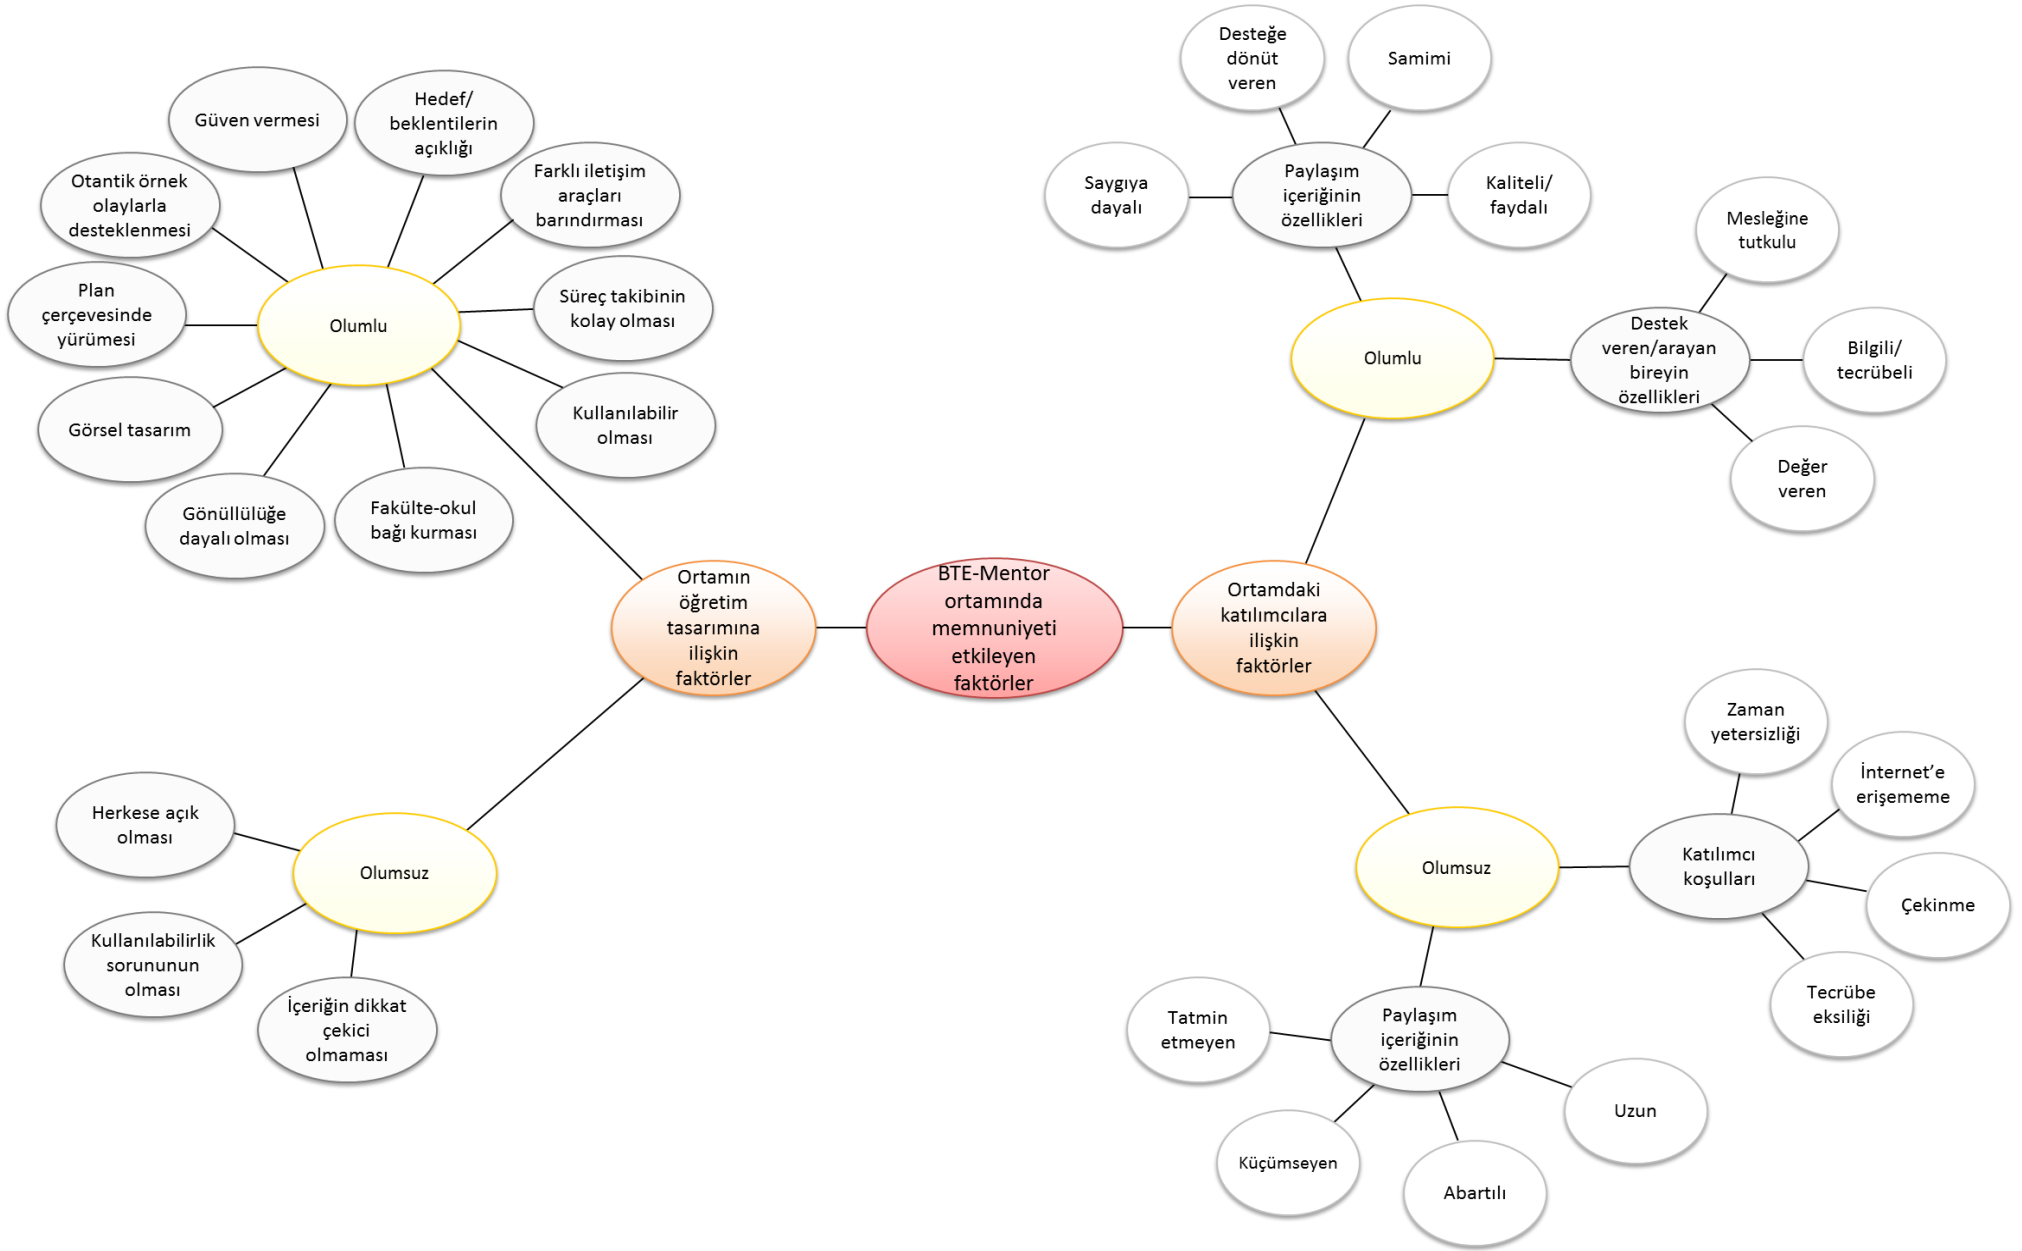 Güven vermesi
Hedef/
beklentilerin
açıklığı
Otantik örnek
olaylarla
desteklenmesi
Farklı iletişim
araçları
barındırması
Plan
çerçevesinde
yürümesi
Olumlu
Süreç takibinin
kolay olması
Görsel tasarım
Kullanılabilir
olması
Gönüllülüğe
dayalı olması
Fakülte-okul
bağı kurması
Ortamın
öğretim
tasarımına
ilişkin
faktörler
BTE-Mentor
ortamında
memnuniyeti
etkileyen
faktörler
Ortamdaki
katılımcılara
ilişkin
faktörler
Herkese açık
olması
Olumsuz
Kullanılabilirlik
sorununun
olması
İçeriğin dikkat
çekici
olmaması
Desteğe
dönüt
veren
Samimi
Saygıya
dayalı
Paylaşım
içeriğinin
özellikleri
Kaliteli/
faydalı
Mesleğine
tutkulu
Olumlu
Destek
veren/arayan
bireyin
özellikleri
Bilgili/
tecrübeli
Değer
veren
Zaman
yetersizliği
İnternet’e
erişememe
Olumsuz
Katılımcı
koşulları
Çekinme
Tecrübe
eksiliği
Tatmin
etmeyen
Paylaşım
içeriğinin
özellikleri
Uzun
Küçümseyen
Abartılı